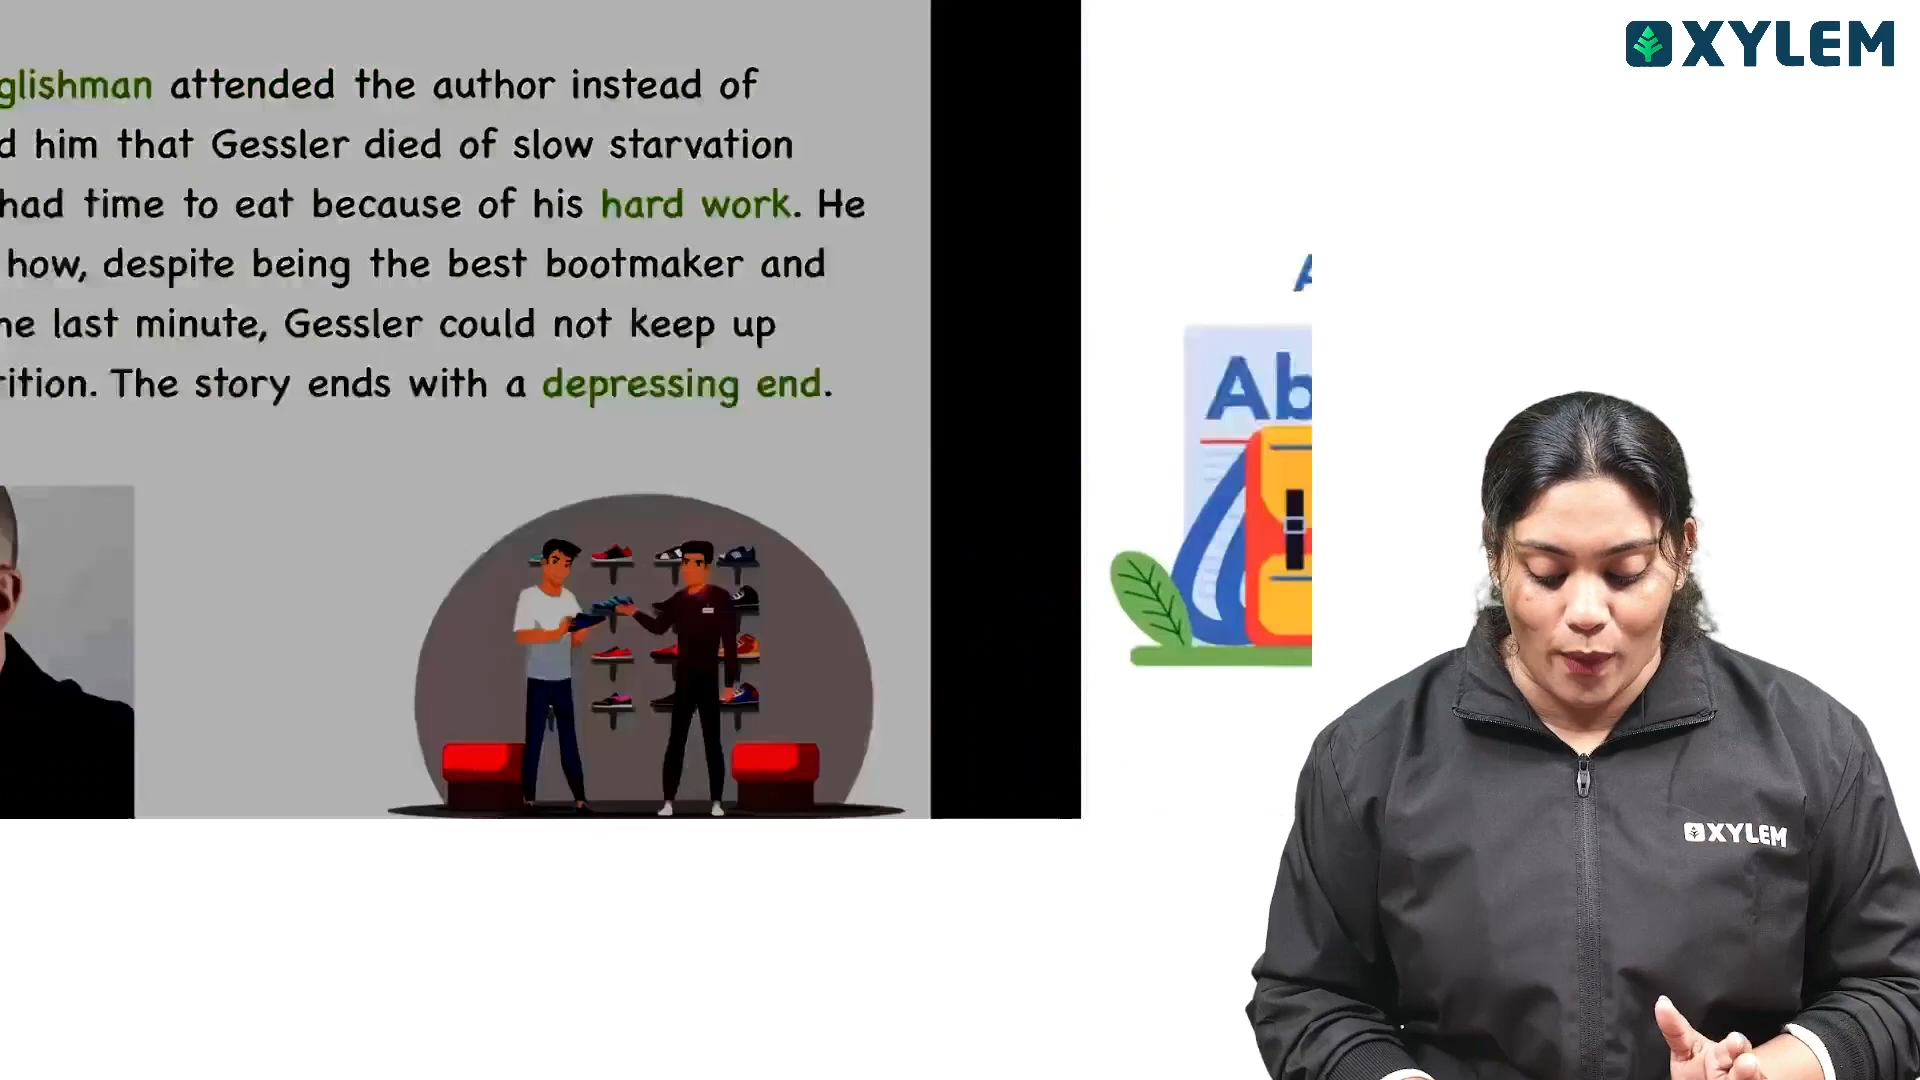 glishman attended the author instead of
d him that Gessler died of slow starvation
had time to eat because of his hard work. He
how, despite being the best bootmaker and
he last minute, Gessler could not keep up
rition. The story ends with a depressing end.
XYLEM
A
Ab
XYLEM